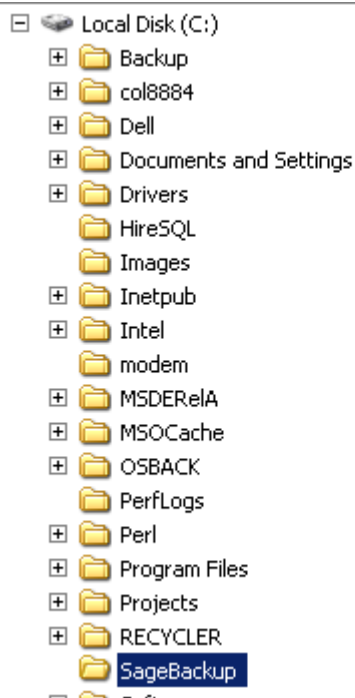 Local Disk (C:)
Backup
col8884
Dell
Documents and Settings
Drivers
HireSQL
Images
Inetpub
Intel
modem
MSDERelA
MSOCache
OSBACK
PerfLogs
Perl
Program Files
Projects
RECYCLER
SageBackup